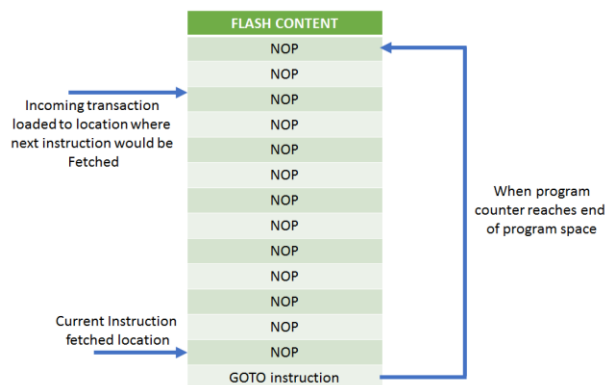 FLASH CONTENT
NOP
NOP
NOP
NOP
NOP
NOP
NOP
NOP
NOP
NOP
NOP
NOP
NOP
GOTO instruction
Incoming transaction
loaded to location where
next instruction would be
Fetched
Current Instruction
fetched location
When program
counter reaches end
of program space